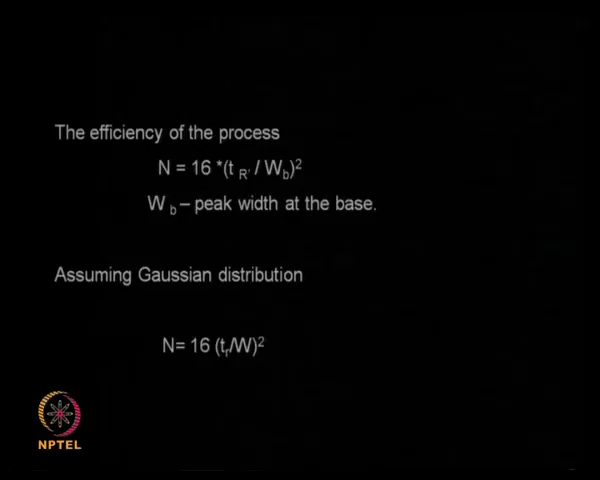 The efficiency of the process
N = 16 *(t R' / Wb)2
W b – peak width at the base.
Assuming Gaussian distribution
N= 16 (tr/W)2
NPTEL